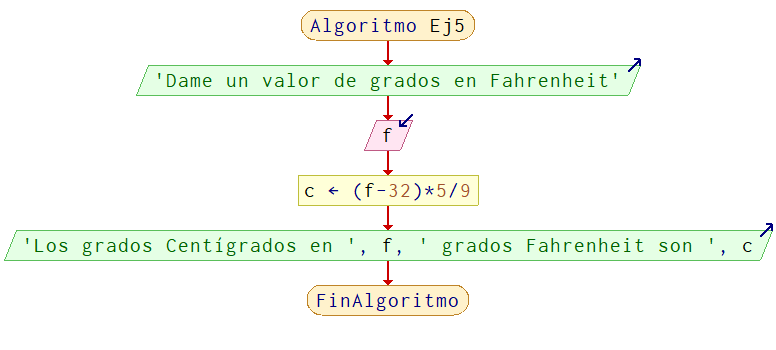 Algoritmo Ej5
'Dame un valor de grados en Fahrenheit'
f
c ← (f-32)*5/9
'Los grados Centígrados en ', f, ' grados Fahrenheit son ', c
FinAlgoritmo